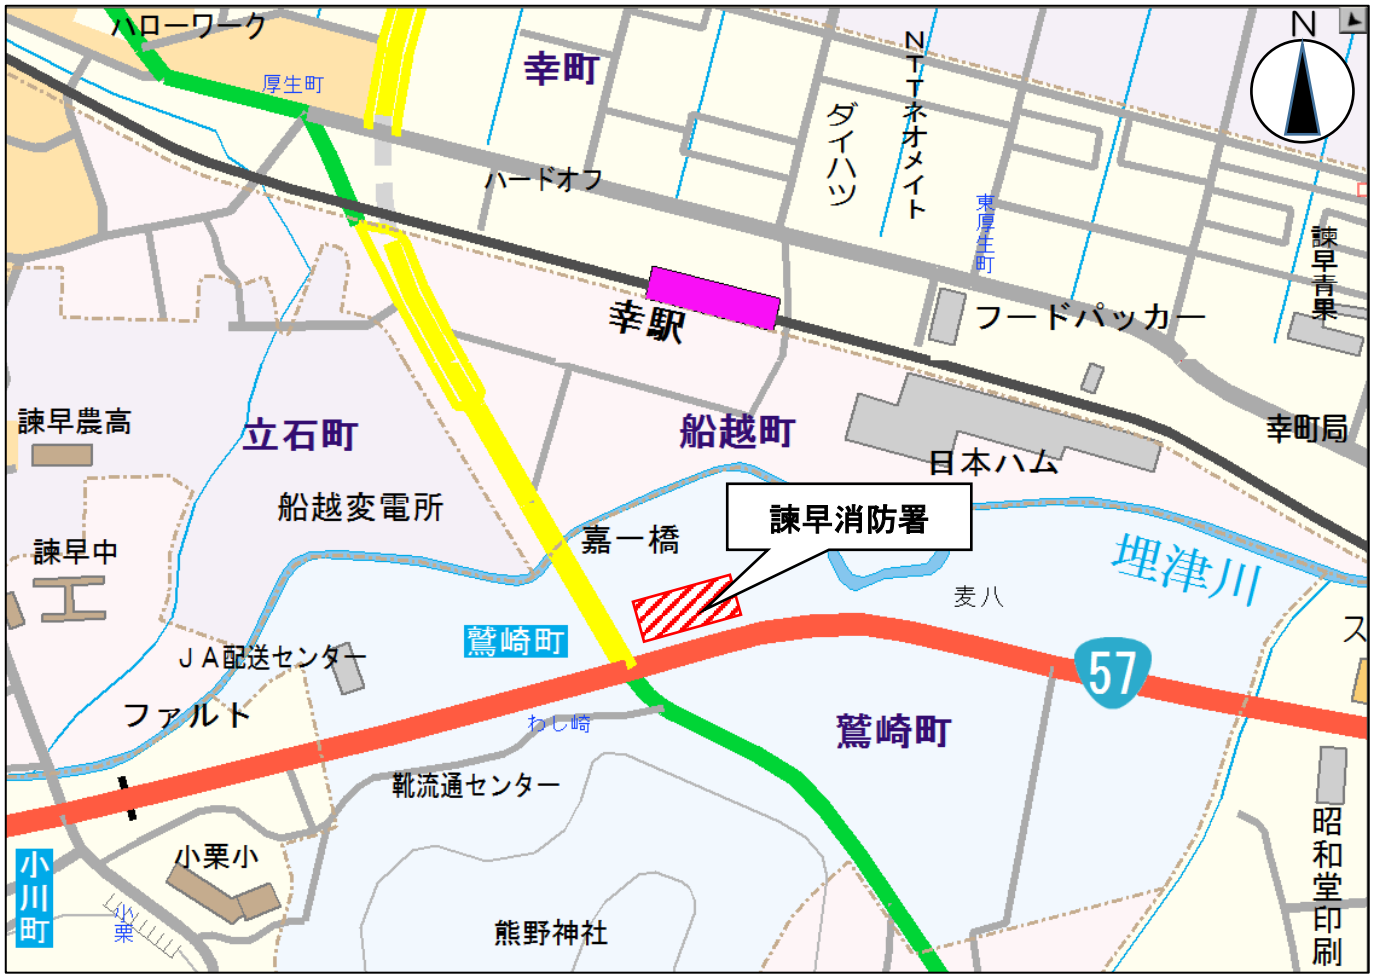 ハローワーク
N
厚生町
幸町
NTTネオメイト
ダイハツ
ハードオフ
東厚生町
諫早青果
幸駅
フードパッカー
諫早農高
立石町
船越町
幸町局
日本ハム
船越変電所
諫早消防署
嘉一橋
諫早中
埋津川
麦八
ス
鷲崎町
JA配送センター
57
ファルト
わし崎
鷲崎町
靴流通センター
小栗小
昭和堂印刷
小川町
小栗
熊野神社